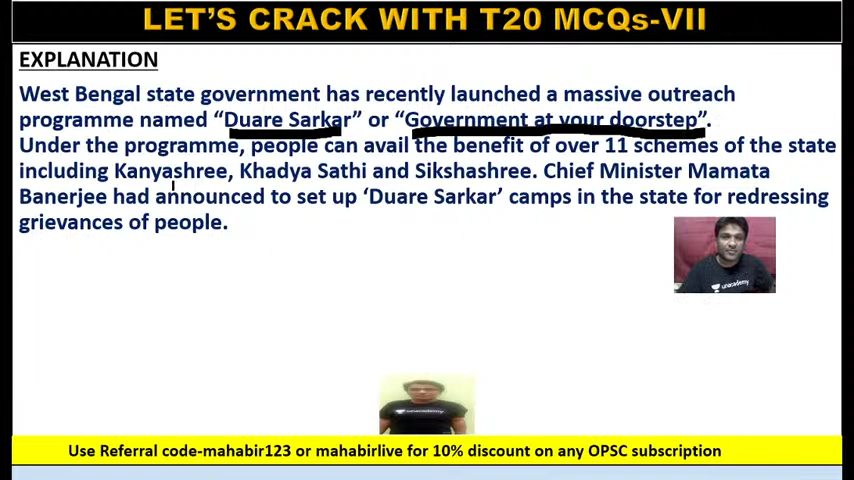 LET'S CRACK WITH T20 MCQs-VII
EXPLANATION
West Bengal state government has recently launched a massive outreach
programme named “Duare Sarkar” or “Government at your doorstep”.
Under the programme, people can avail the benefit of over 11 schemes of the state
including Kanyashree, Khadya Sathi and Sikshashree. Chief Minister Mamata
Banerjee had announced to set up ‘Duare Sarkar’ camps in the state for redressing
grievances of people.
unacademy
unacademy
Use Referral code-mahabir123 or mahabirlive for 10% discount on any OPSC subscription